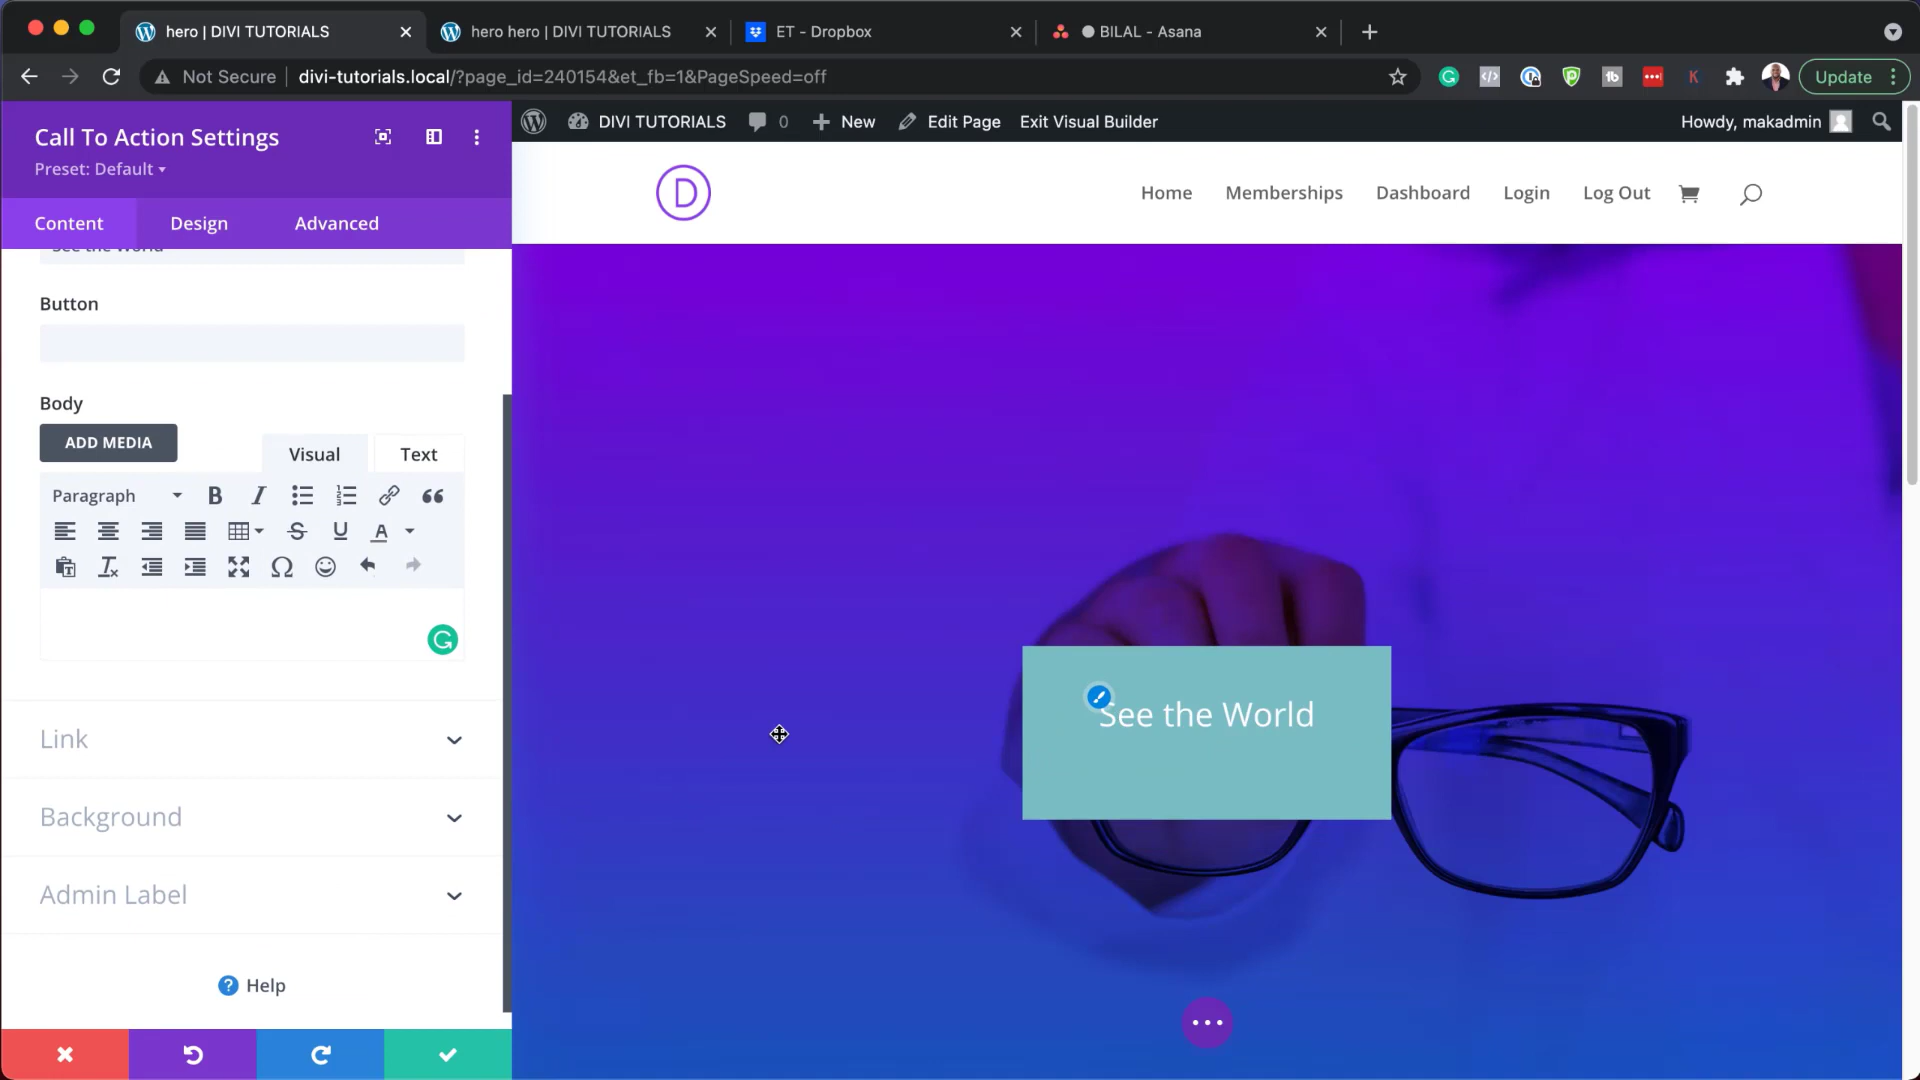 hero | DIVI TUTORIALS
hero hero | DIVI TUTORIALS
ET - Dropbox
BILAL - Asana
Not Secure
divi-tutorials.local/?page_id=240154&et_fb=1&PageSpeed=off
Update
Call To Action Settings
Preset: Default
Content
Design
Advanced
See the World
Button
Body
ADD MEDIA
Visual
Text
Paragraph
Link
Background
Admin Label
Help
DIVI TUTORIALS
0
New
Edit Page
Exit Visual Builder
Howdy, makadmin
D
Home
Memberships
Dashboard
Login
Log Out
See the World